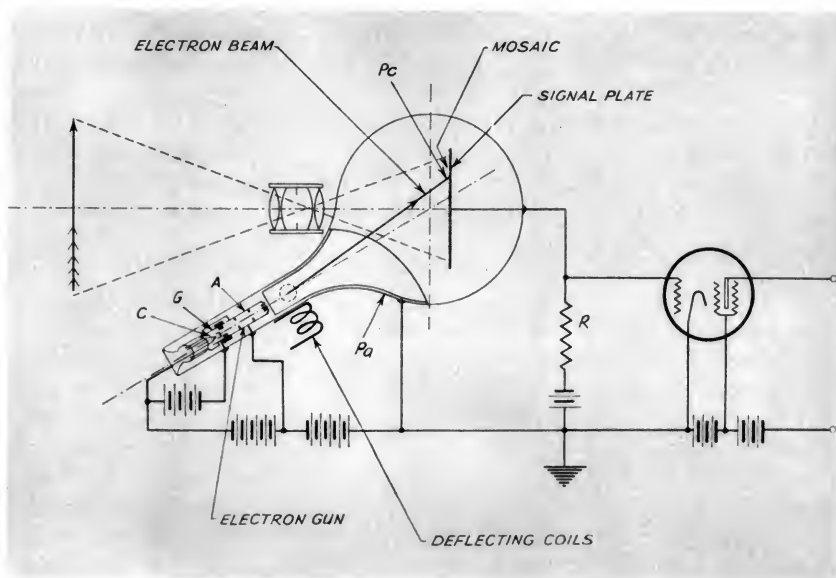 ELECTRON BEAM
MOSAIC
Pc
SIGNAL PLATE
A
G
C
Pa
R
ELECTRON GUN
DEFLECTING COILS